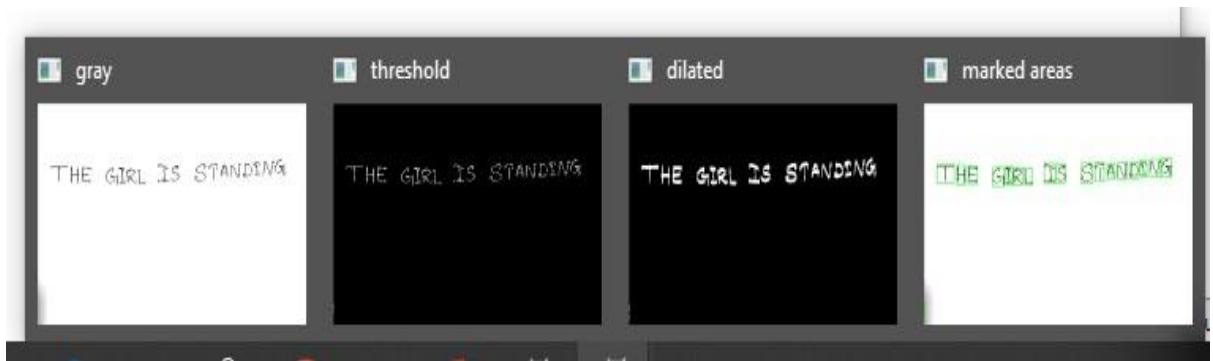 gray threshold dilated marked areas
THE GIRL IS STANDING THE GIRL IS STANDING THE GIRL IS STANDING THE GIRL IS STANDING